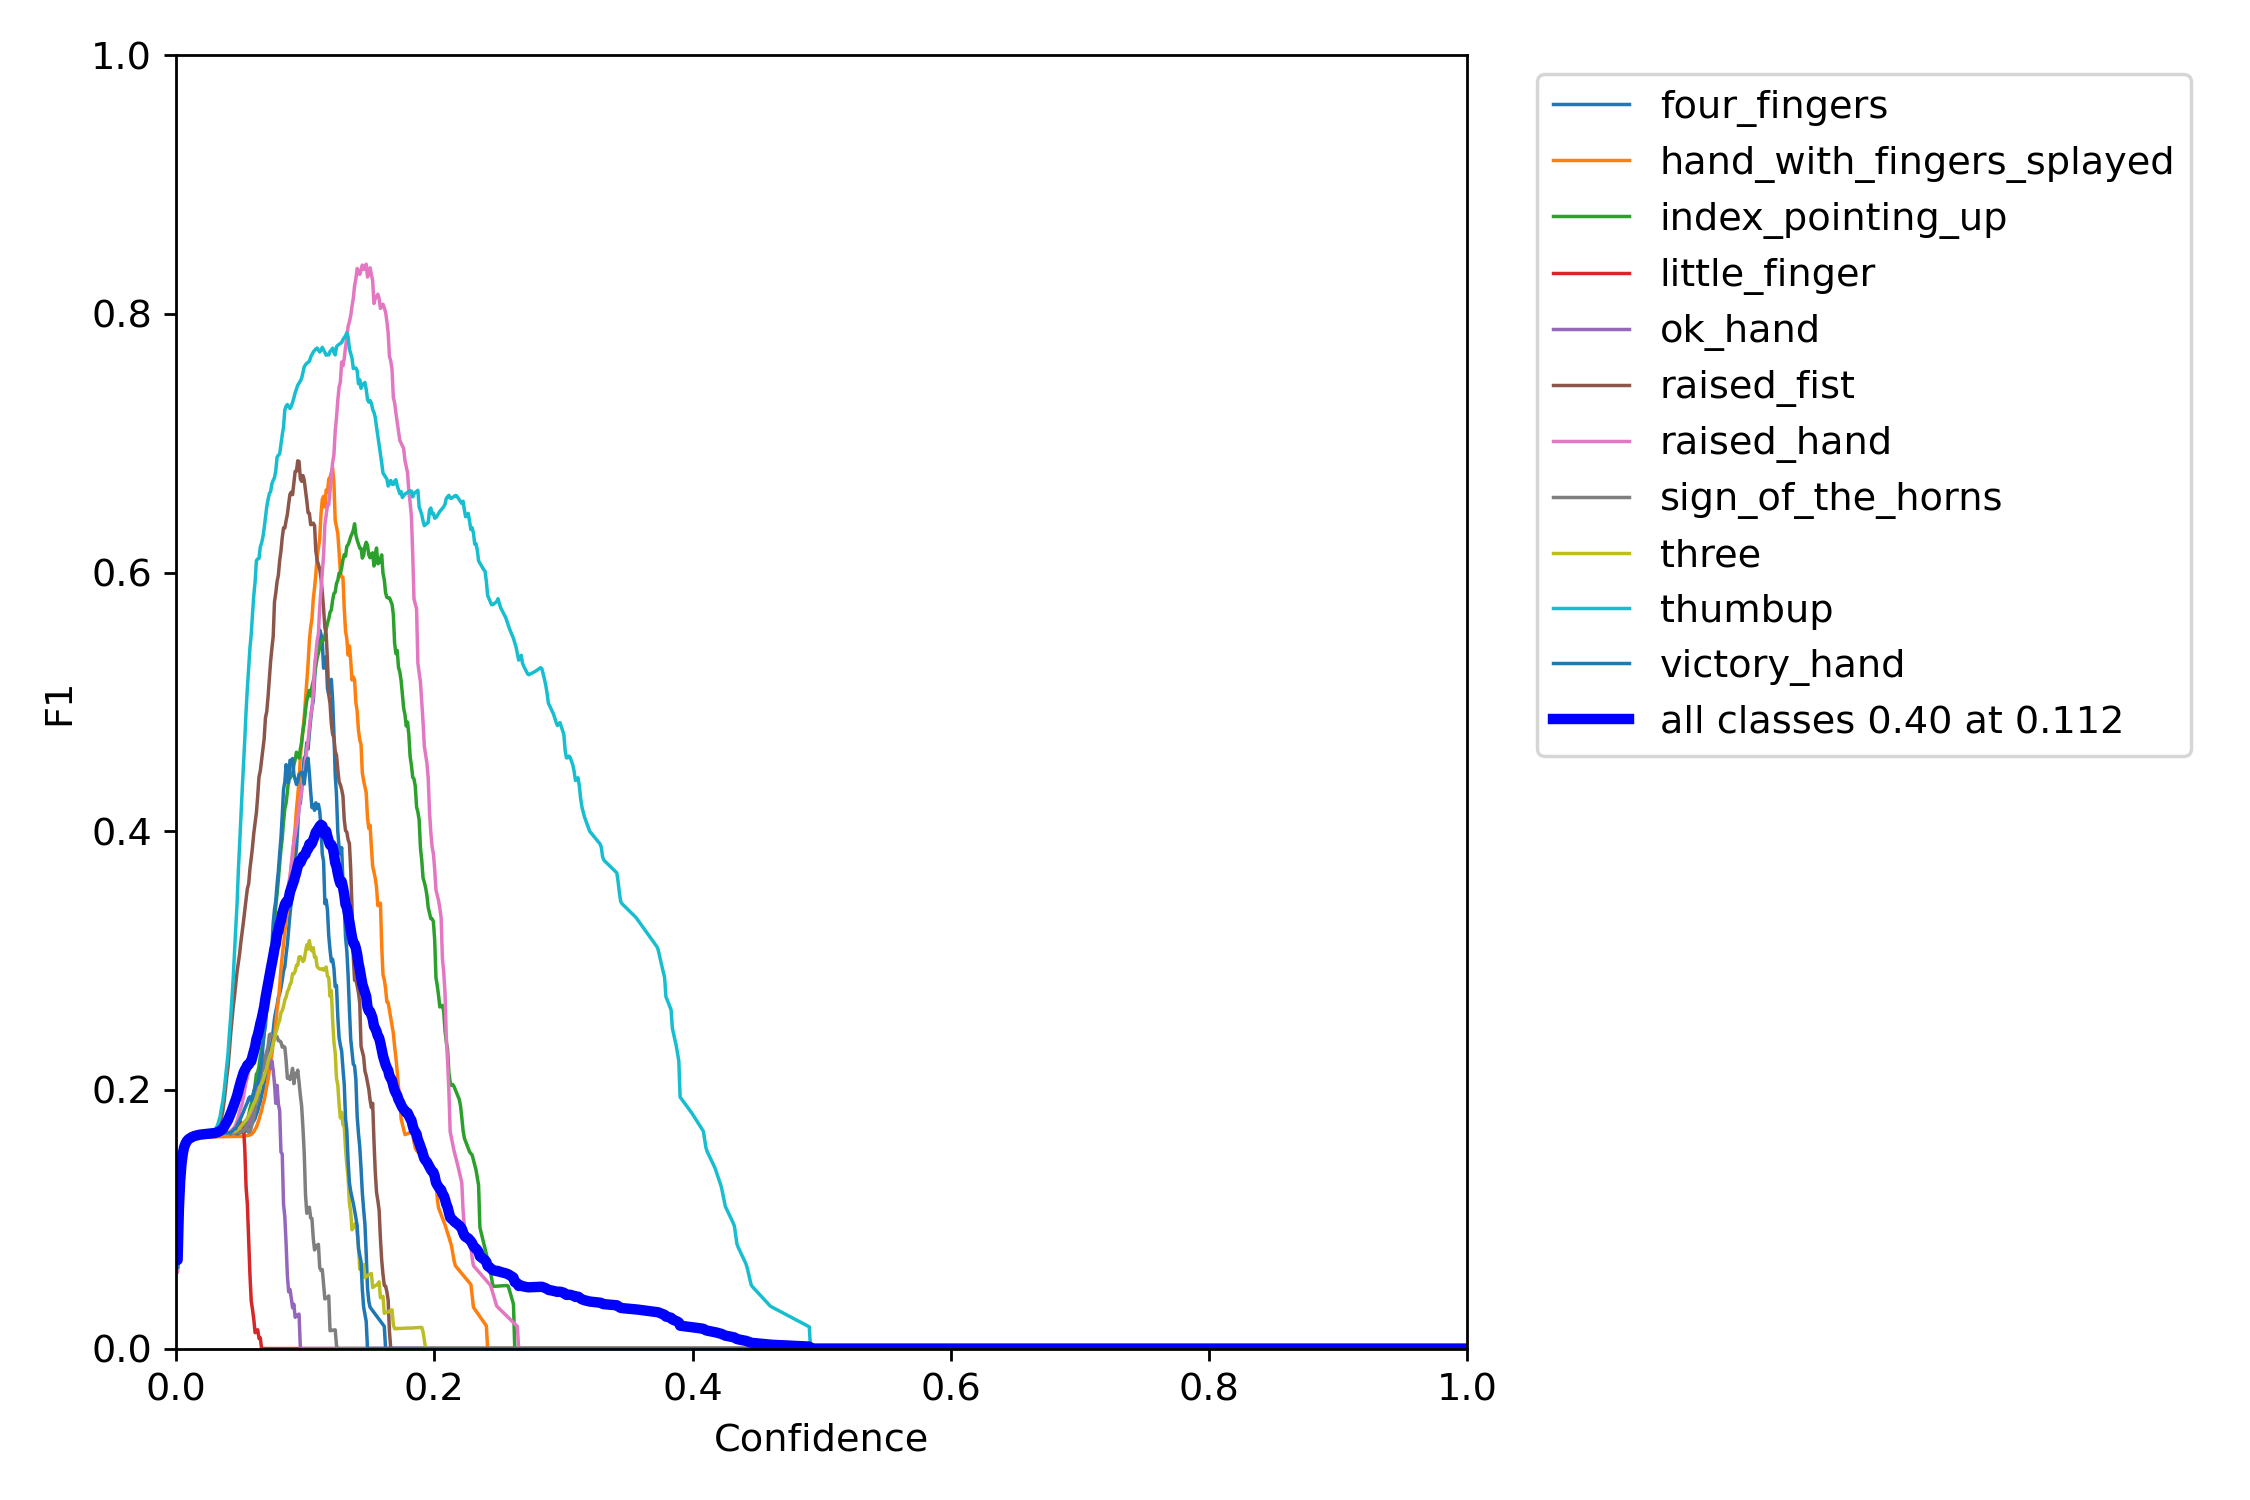 1.0
0.8
0.6
0.4
0.2
0.0
0.0 0.2 0.4 0.6 0.8 1.0
F1
Confidence
four_fingers
hand_with_fingers_splayed
index_pointing_up
little_finger
ok_hand
raised_fist
raised_hand
sign_of_the_horns
three
thumbup
victory_hand
all classes 0.40 at 0.112